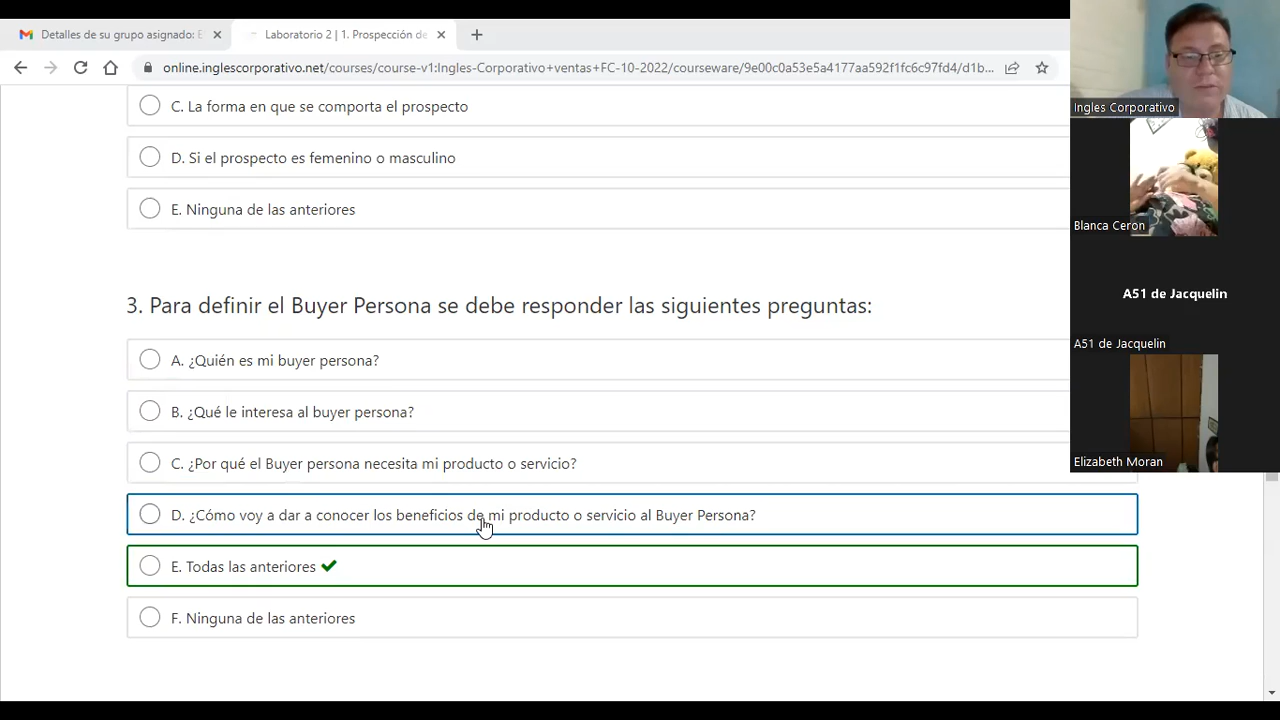 Detalles de su grupo asignado: E
Laboratorio 2 | 1. Prospección de
online.inglescorporativo.net/courses/course-v1:Ingles-Corporativo+ventas+FC-10-2022/courseware/9e00c0a53e5a4177aa592f1fc6c97fd4/d1b...
C. La forma en que se comporta el prospecto
D. Si el prospecto es femenino o masculino
E. Ninguna de las anteriores
3. Para definir el Buyer Persona se debe responder las siguientes preguntas:
A. ¿Quién es mi buyer persona?
B. ¿Qué le interesa al buyer persona?
C. ¿Por qué el Buyer persona necesita mi producto o servicio?
D. ¿Cómo voy a dar a conocer los beneficios de mi producto o servicio al Buyer Persona?
E. Todas las anteriores
F. Ninguna de las anteriores
Ingles Corporativo
Blanca Ceron
A51 de Jacquelin
A51 de Jacquelin
Elizabeth Moran